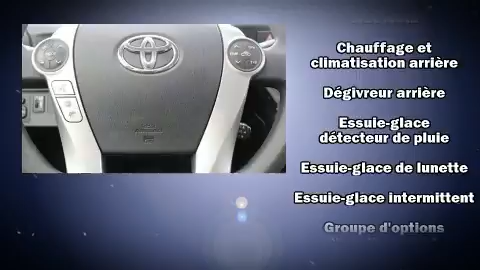 Chauffage et
climatisation arrière
Dégivreur arrière
Essuie-glace
détecteur de pluie
Essuie-glace de lunette
Essuie-glace intermittent
Groupe d'options